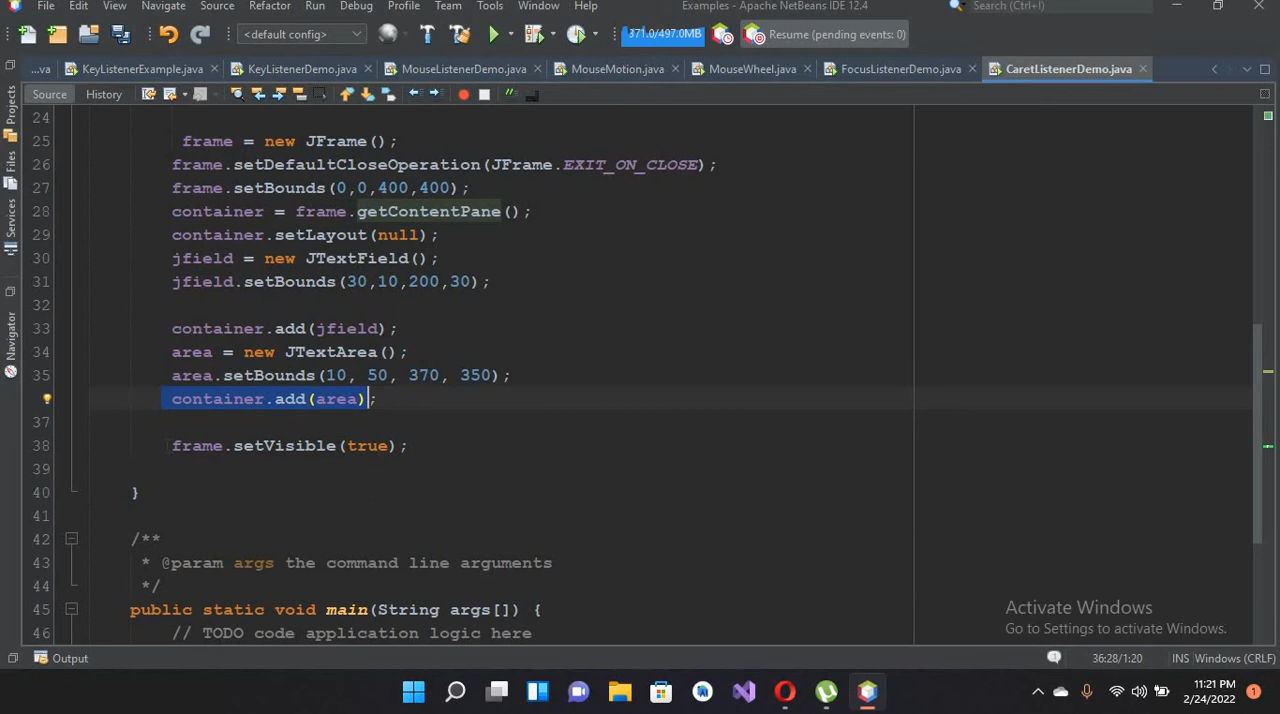 File Edit View Navigate Source Refactor Run Debug Profile Team Tools Window Help Examples - Apache NetBeans IDE 12.4 Search (Ctrl+I)
<default config> 371.0/497.0MB Resume (pending events: 0)
...va KeyListenerExample.java KeyListenerDemo.java MouseListenerDemo.java MouseMotion.java MouseWheel.java FocusListenerDemo.java CaretListenerDemo.java
Source History
Projects
Files
Services
Navigator
24
25 frame = new JFrame();
26 frame.setDefaultCloseOperation(JFrame.EXIT_ON_CLOSE);
27 frame.setBounds(0,0,400,400);
28 container = frame.getContentPane();
29 container.setLayout(null);
30 jfield = new JTextField();
31 jfield.setBounds(30,10,200,30);
32
33 container.add(jfield);
34 area = new JTextArea();
35 area.setBounds(10, 50, 370, 350);
container.add(area);
37
38 frame.setVisible(true);
39
40 }
41
42 /**
43 * @param args the command line arguments
44 */
45 public static void main(String args[]) {
46 // TODO code application logic here
Activate Windows
Go to Settings to activate Windows.
Output 1 36:28/1:20 INS Windows (CRLF)
11:21 PM
2/24/2022 1